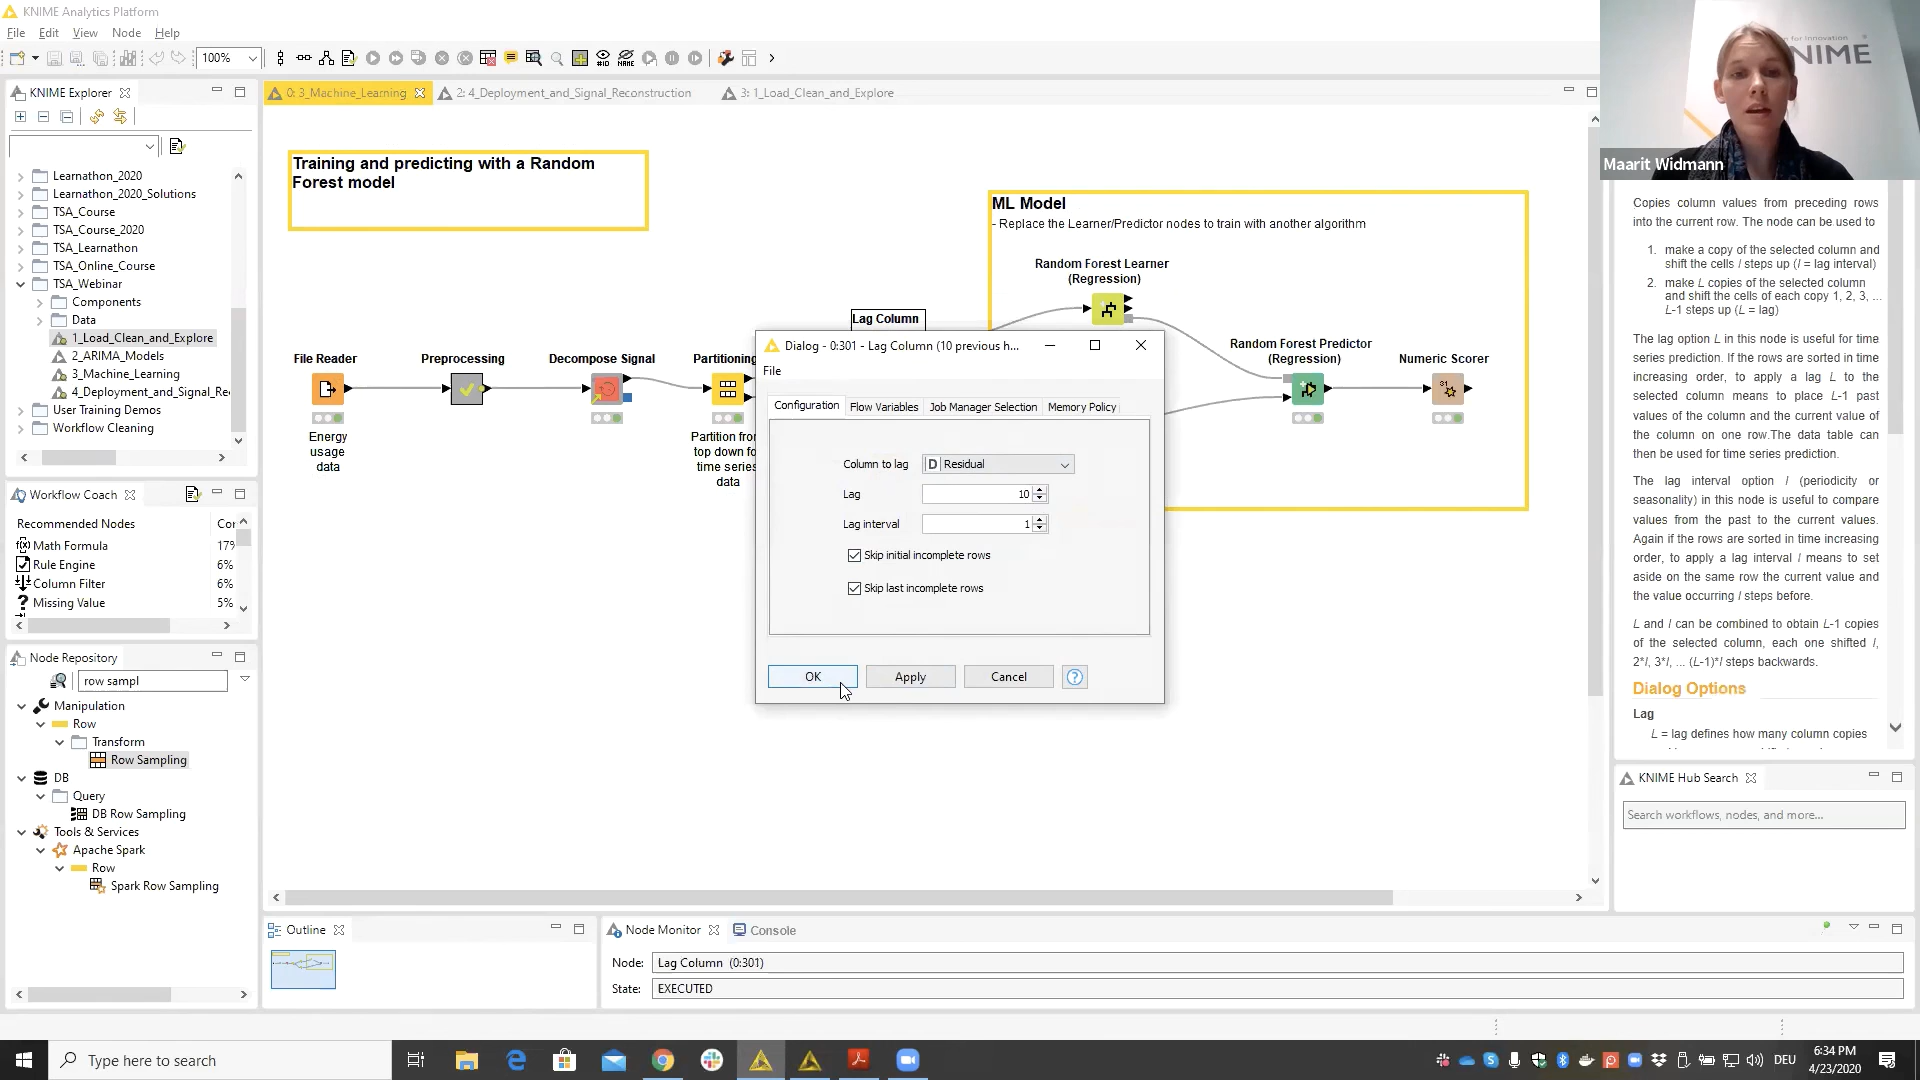 KNIME Analytics Platform
File Edit View Node Help
100%
KNIME Explorer
Learnathon_2020
Learnathon_2020_Solutions
TSA_Course
TSA_Course_2020
TSA_Learnathon
TSA_Online_Course
TSA_Webinar
Components
Data
1_Load_Clean_and_Explore
2_ARIMA_Models
3_Machine_Learning
4_Deployment_and_Signal_Re
User Training Demos
Workflow Cleaning
Workflow Coach
Recommended Nodes Cor
Math Formula 17%
Rule Engine 6%
Column Filter 6%
Missing Value 5%
Node Repository
row sampl
Manipulation
Row
Transform
Row Sampling
DB
Query
DB Row Sampling
Tools & Services
Apache Spark
Row
Spark Row Sampling
0: 3_Machine_Learning
2: 4_Deployment_and_Signal_Reconstruction
3: 1_Load_Clean_and_Explore
Training and predicting with a Random
Forest model
File Reader
Energy
usage
data
Preprocessing
Decompose Signal
Partitioning
Partition from
top down for
time series
data
Lag Column
ML Model
- Replace the Learner/Predictor nodes to train with another algorithm
Random Forest Learner
(Regression)
Random Forest Predictor
(Regression)
Numeric Scorer
Dialog - 0:301 - Lag Column (10 previous h...
File
Configuration Flow Variables Job Manager Selection Memory Policy
Column to lag D Residual
Lag 10
Lag interval 1
Skip initial incomplete rows
Skip last incomplete rows
OK Apply Cancel ?
Outline
Node Monitor Console
Node: Lag Column (0:301)
State: EXECUTED
KNIME
Maarit Widmann
Copies column values from preceding rows
into the current row. The node can be used to
1. make a copy of the selected column and
shift the cells I steps up (I = lag interval)
2. make L copies of the selected column
and shift the cells of each copy 1, 2, 3, ...
L-1 steps up (L = lag)
The lag option L in this node is useful for time
series prediction. If the rows are sorted in time
increasing order, to apply a lag L to the
selected column means to place L-1 past
values of the column and the current value of
the column on one row.The data table can
then be used for time series prediction.
The lag interval option I (periodicity or
seasonality) in this node is useful to compare
values from the past to the current values.
Again if the rows are sorted in time increasing
order, to apply a lag interval I means to set
aside on the same row the current value and
the value occurring I steps before.
L and I can be combined to obtain L-1 copies
of the selected column, each one shifted I,
2*I, 3*I, ... (L-1)*I steps backwards.
Dialog Options
Lag
L = lag defines how many column copies
KNIME Hub Search
Search workflows, nodes, and more...
Type here to search
DEU
6:34 PM
4/23/2020